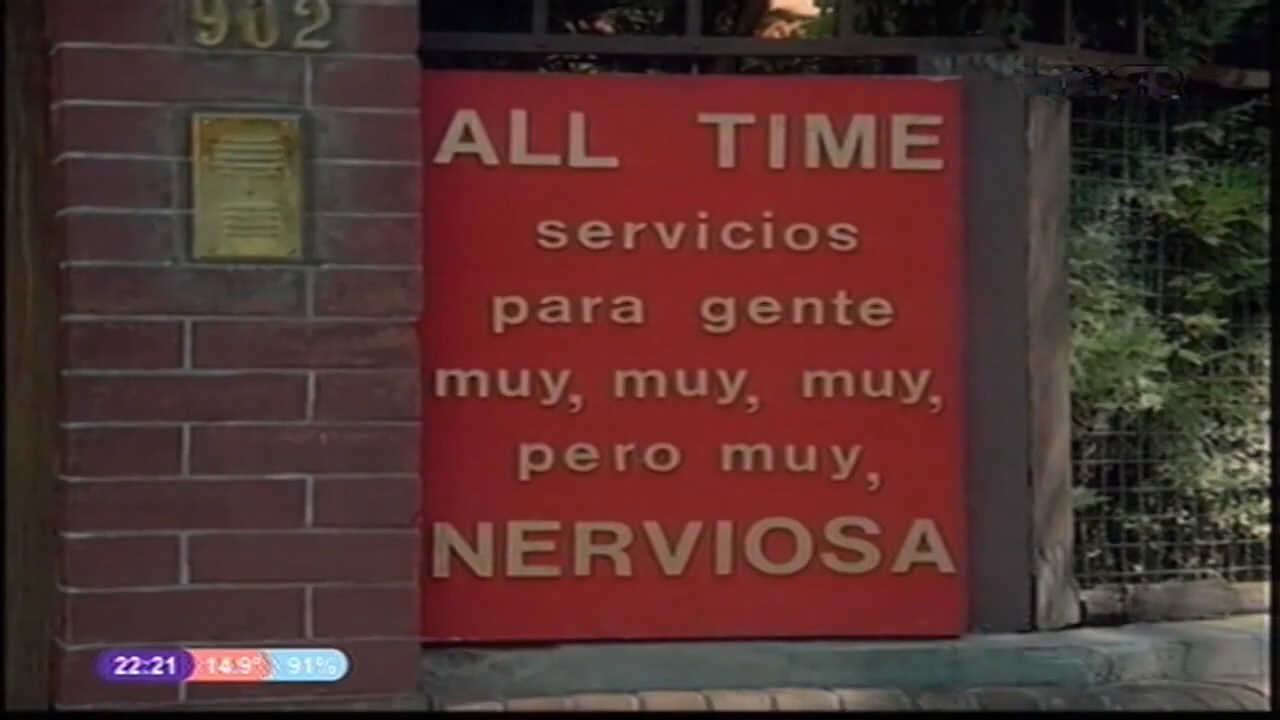 902
ALL TIME
servicios
para gente
muy, muy, muy,
pero muy,
NERVIOSA
22:21 14.9° 91%